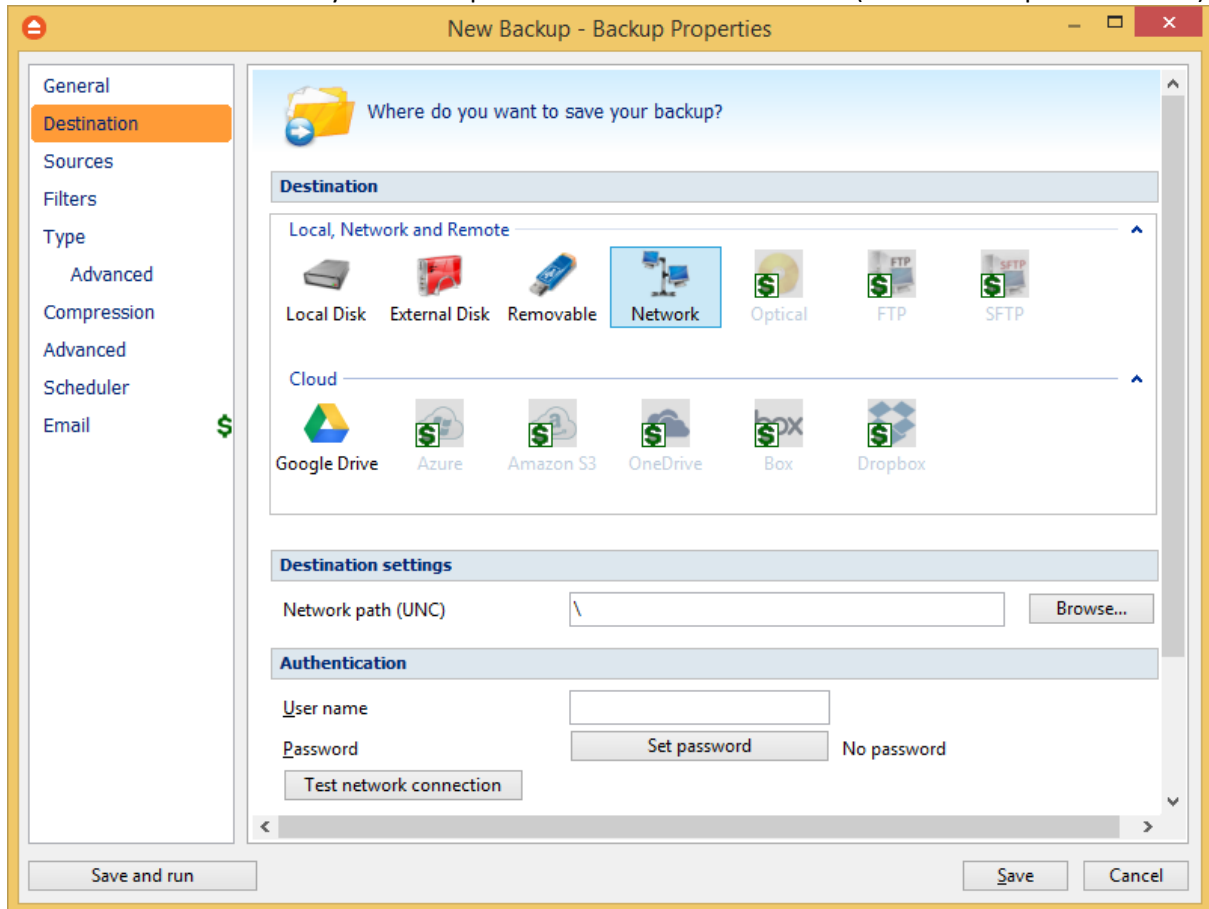 New Backup - Backup Properties
General
Destination
Sources
Filters
Type
Advanced
Compression
Advanced
Scheduler
Email $
Where do you want to save your backup?
Destination
Local, Network and Remote
FTP SFTP
$ $ $
Local Disk External Disk Removable Network Optical FTP SFTP
Cloud
a box
$ $ $ $ $
Google Drive Azure Amazon S3 OneDrive Box Dropbox
Destination settings
Network path (UNC) \ Browse...
Authentication
User name
Password Set password No password
Test network connection
Save and run Save Cancel